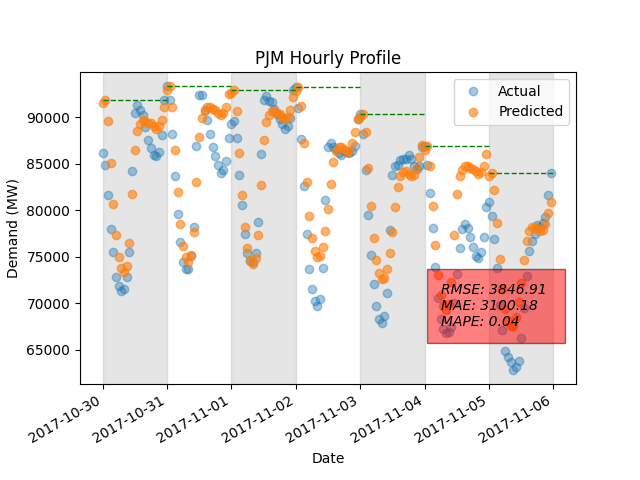 PJM Hourly Profile
Actual
Predicted
Demand (MW)
90000
85000
80000
75000
70000
65000
RMSE: 3846.91
MAE: 3100.18
MAPE: 0.04
2017-10-30
2017-10-31
2017-11-01
2017-11-02
2017-11-03
2017-11-04
2017-11-05
2017-11-06
Date